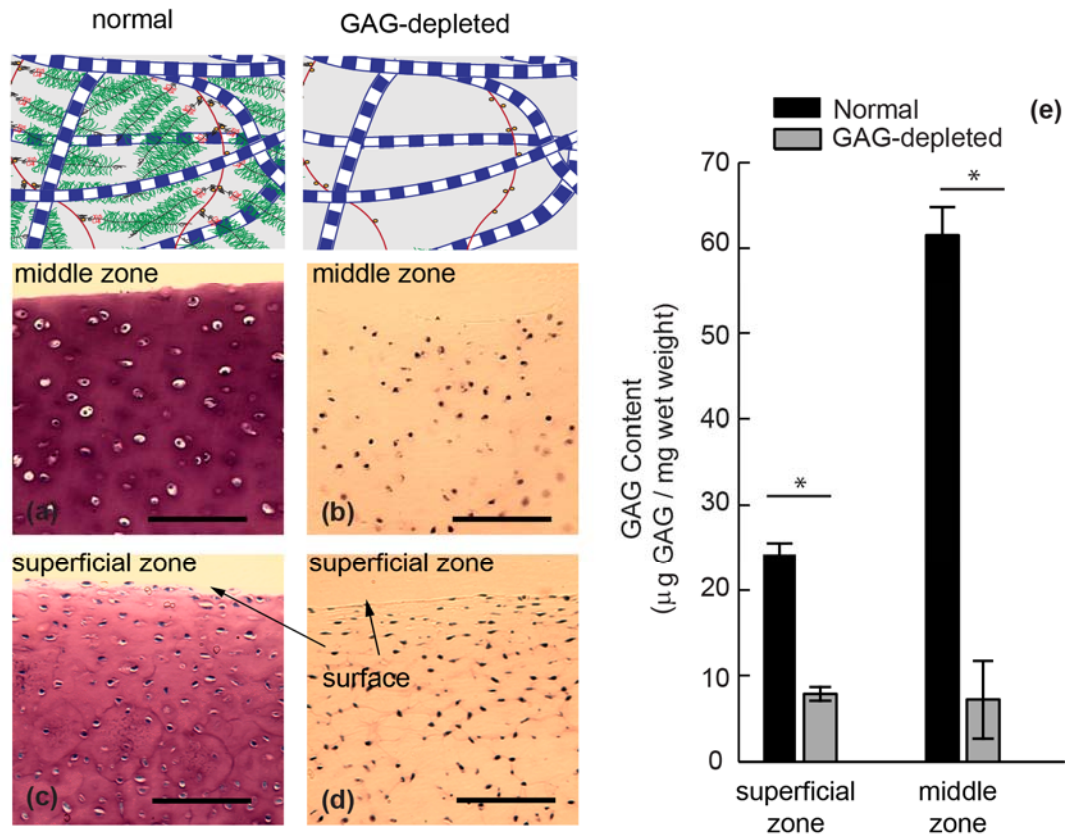 normal
GAG-depleted
middle zone
middle zone
(a)
(b)
superficial zone
superficial zone
surface
(c)
(d)
Normal
GAG-depleted
(e)
70
60
50
40
30
20
10
0
GAG Content
(μg GAG / mg wet weight)
*
*
superficial
zone
middle
zone